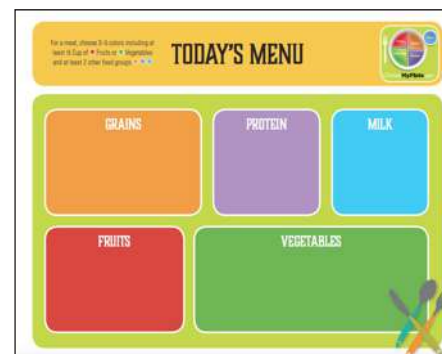 For a meal, choose 3-5 colors including at
least ½ Cup of Fruits or Vegetables
and at least 2 other food groups
TODAY'S MENU
MyPlate
GRAINS
PROTEIN
MILK
FRUITS
VEGETABLES